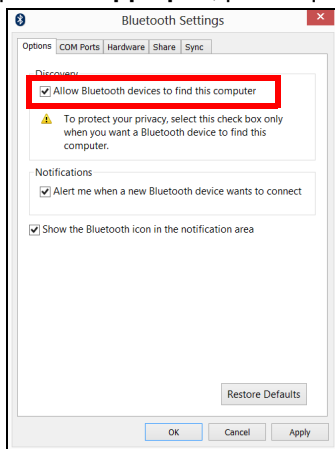 Bluetooth Settings
Options COM Ports Hardware Share Sync
Discovery
Allow Bluetooth devices to find this computer
To protect your privacy, select this check box only
when you want a Bluetooth device to find this
computer.
Notifications
Alert me when a new Bluetooth device wants to connect
Show the Bluetooth icon in the notification area
Restore Defaults
OK Cancel Apply